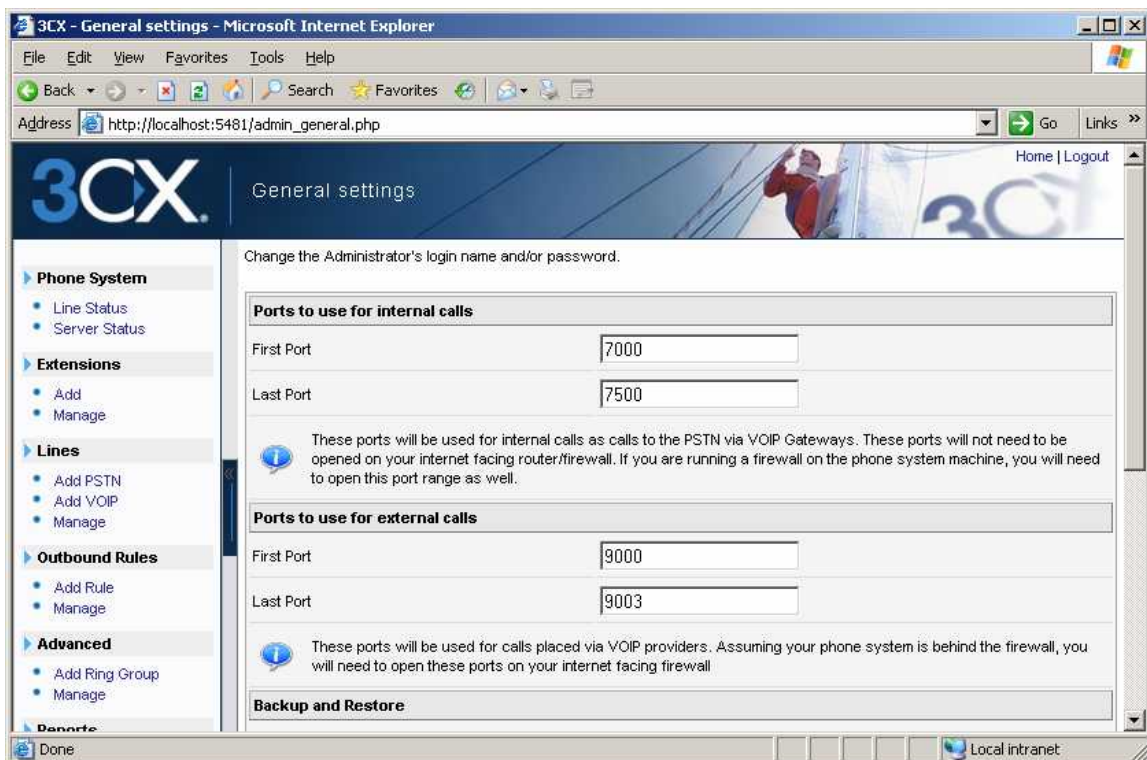 3CX - General settings - Microsoft Internet Explorer
File Edit View Favorites Tools Help
Back Search Favorites
Address http://localhost:5481/admin_general.php Go Links »
3CX. General settings Home | Logout
3C
Change the Administrator's login name and/or password.
Phone System
Line Status
Server Status
Extensions
Add
Manage
Lines
Add PSTN
Add VOIP
Manage
Outbound Rules
Add Rule
Manage
Advanced
Add Ring Group
Manage
Reports
Ports to use for internal calls
First Port 7000
Last Port 7500
These ports will be used for internal calls as calls to the PSTN via VOIP Gateways. These ports will not need to be
opened on your internet facing router/firewall. If you are running a firewall on the phone system machine, you will need
to open this port range as well.
Ports to use for external calls
First Port 9000
Last Port 9003
These ports will be used for calls placed via VOIP providers. Assuming your phone system is behind the firewall, you
will need to open these ports on your internet facing firewall
Backup and Restore
Done Local intranet